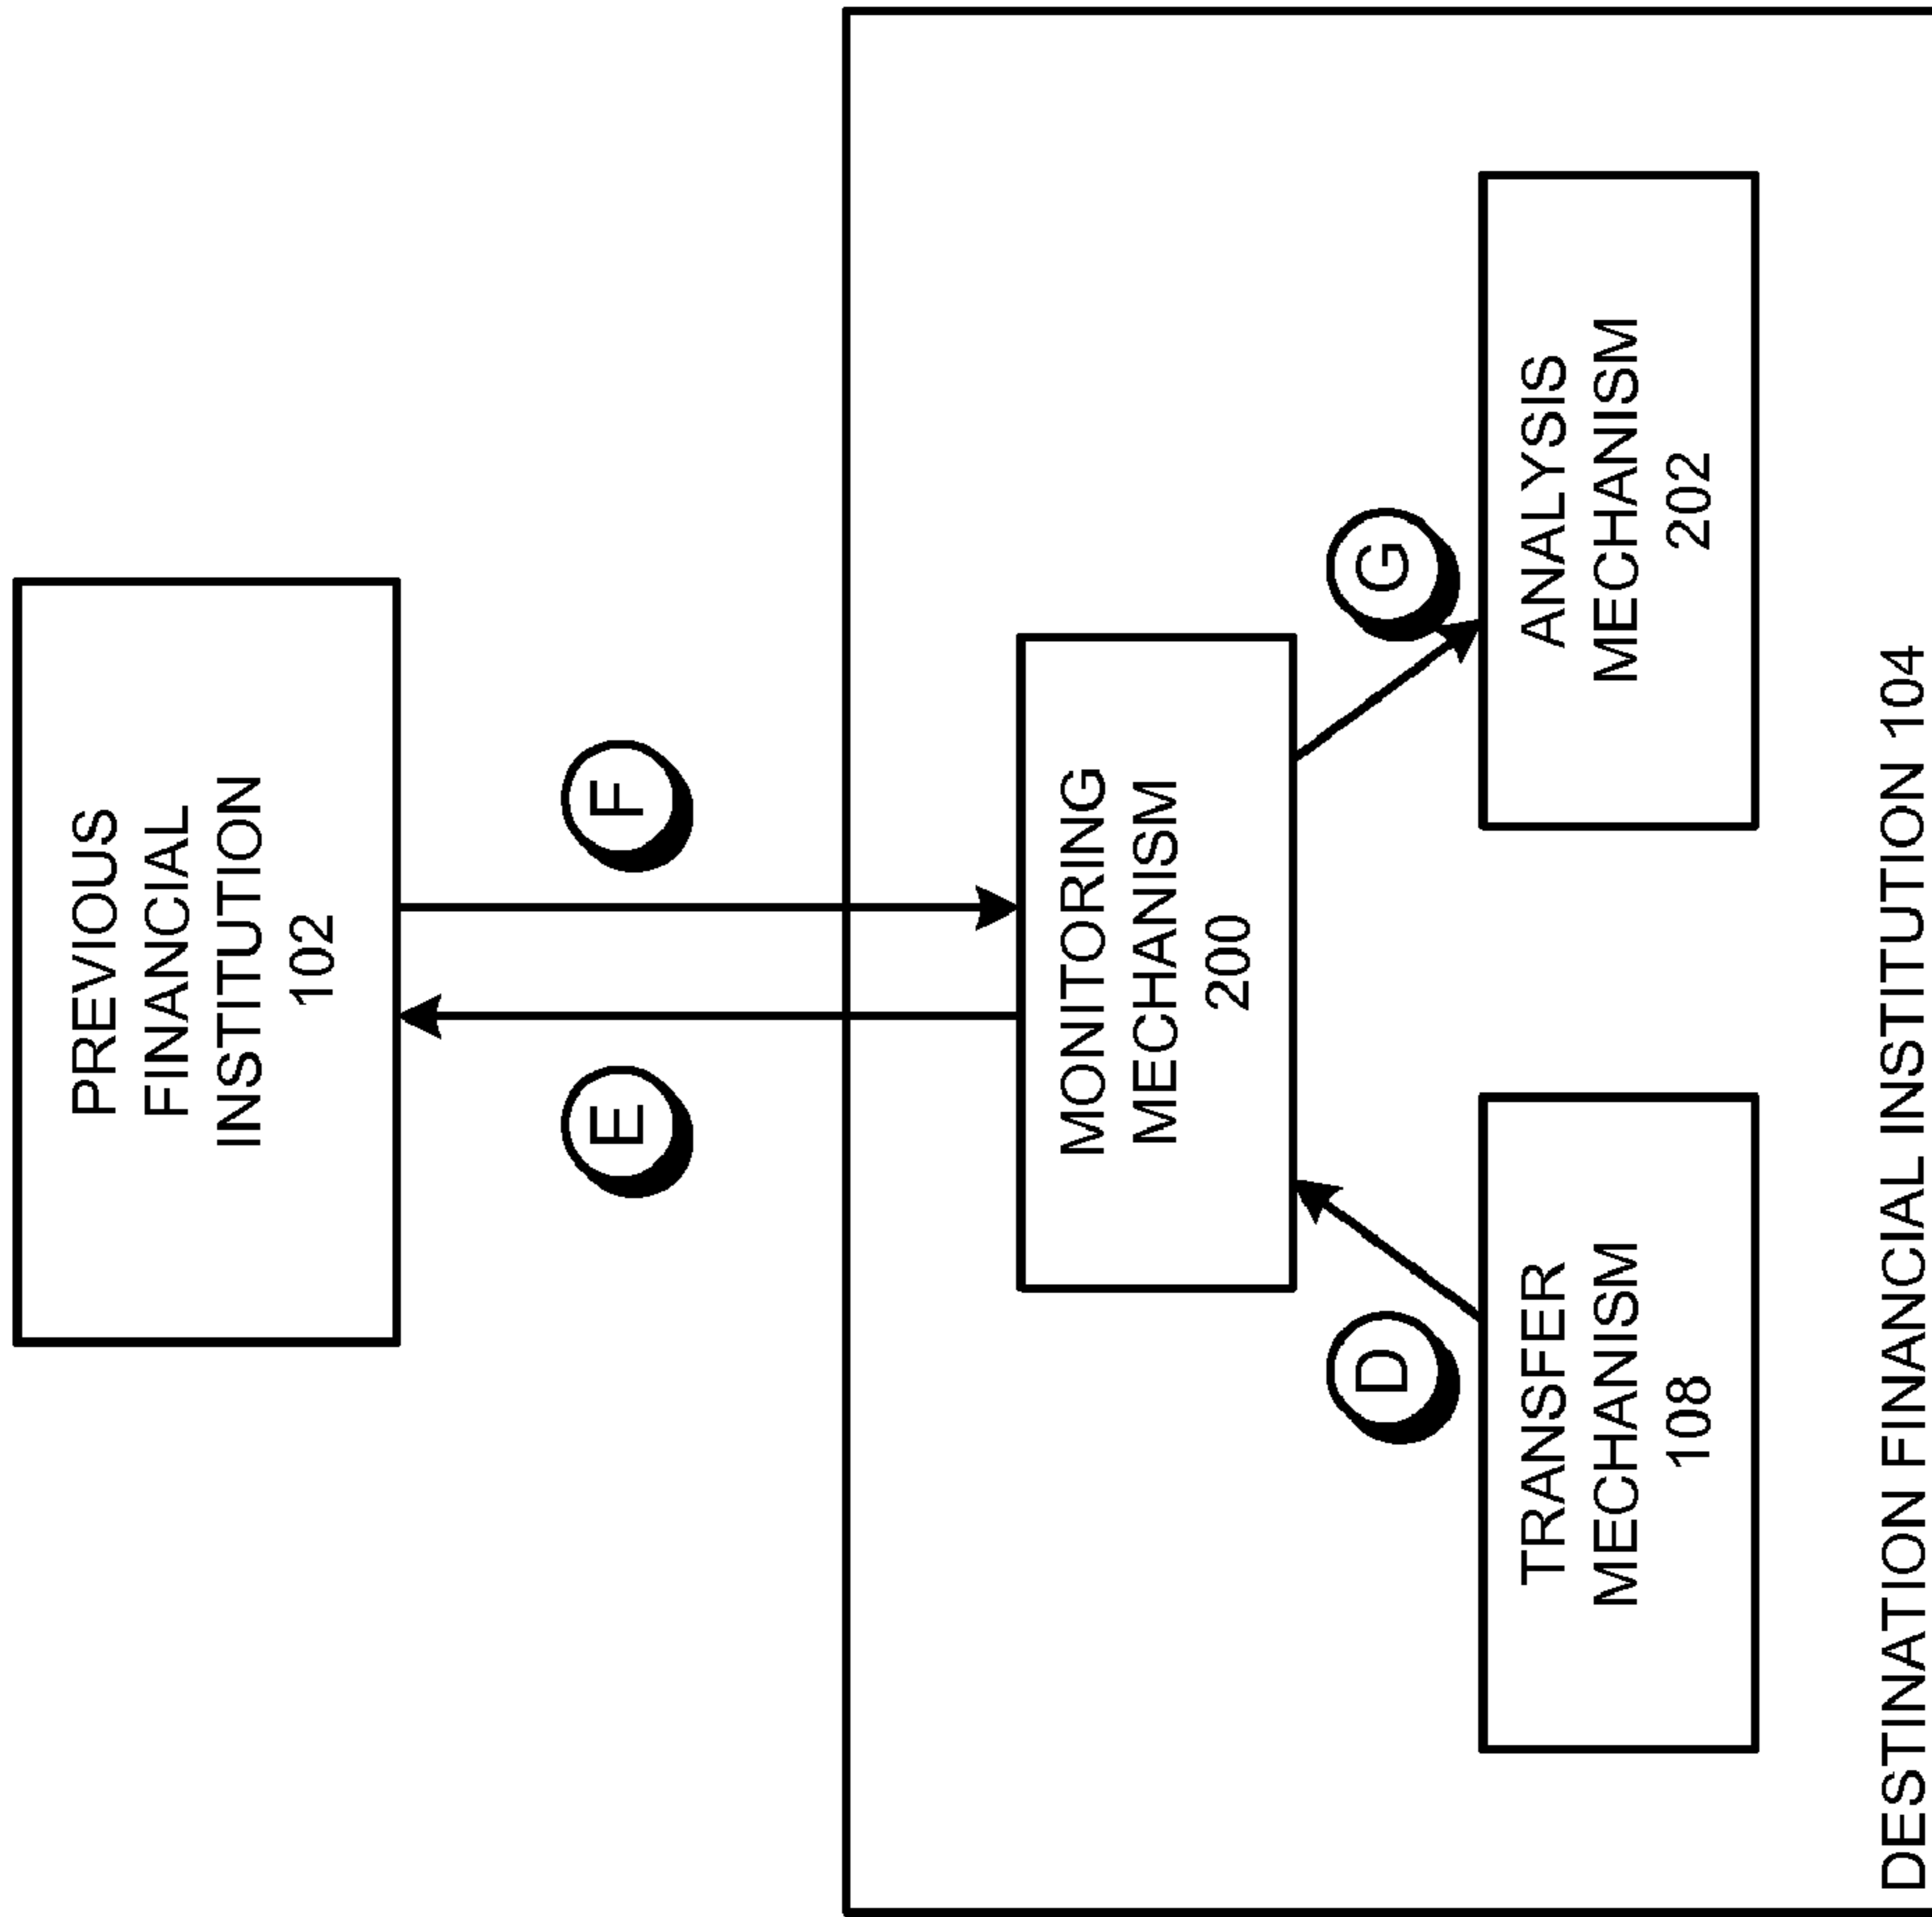 PREVIOUS
FINANCIAL
INSTITUTION
102
E
F
MONITORING
MECHANISM
200
D
G
TRANSFER
MECHANISM
108
ANALYSIS
MECHANISM
202
DESTINATION FINANCIAL INSTITUTION 104